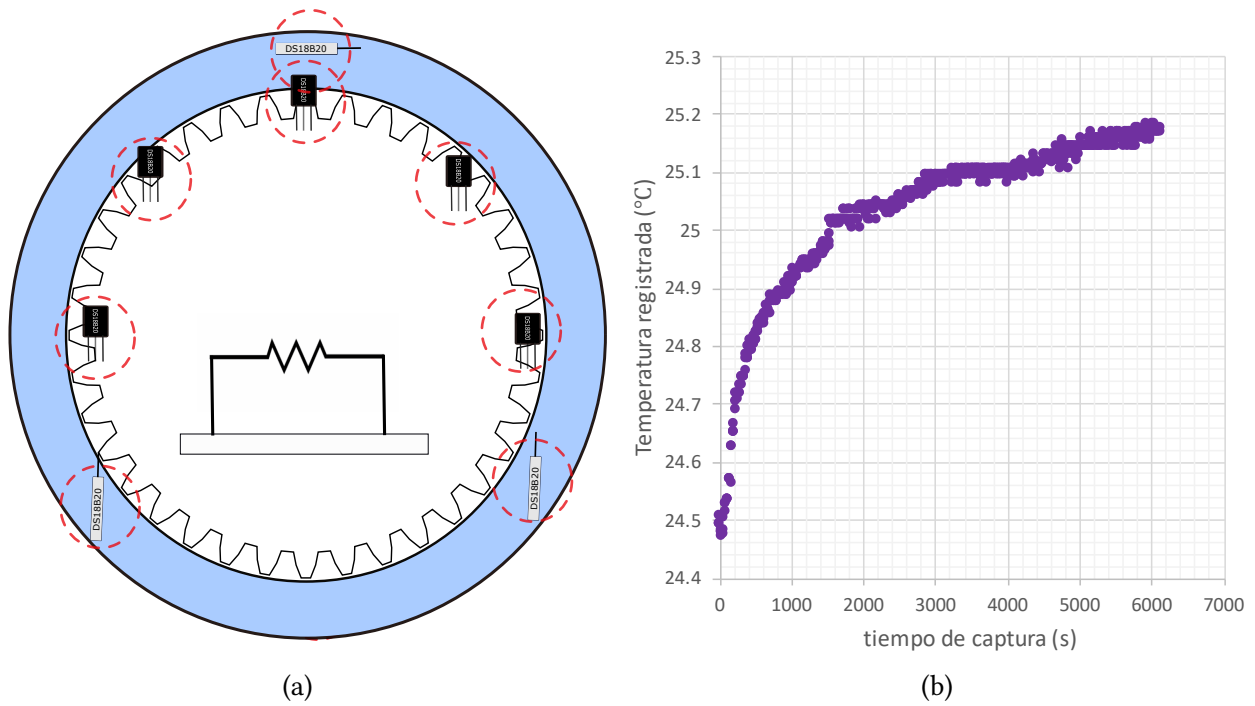 DS18B20
DS18B20
DS18B20
DS18B20
DS18B20
DS18B20
DS18B20
DS18B20
(a)
Temperatura registrada (°C)
25.3
25.2
25.1
25
24.9
24.8
24.7
24.6
24.5
24.4
0 1000 2000 3000 4000 5000 6000 7000
tiempo de captura (s)
(b)